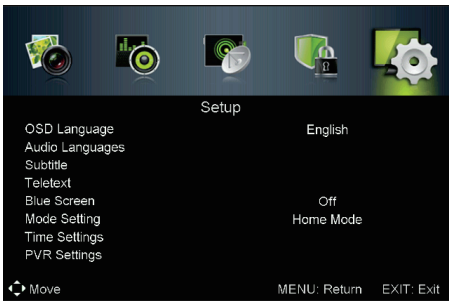 Setup
OSD Language English
Audio Languages
Subtitle
Teletext
Blue Screen Off
Mode Setting Home Mode
Time Settings
PVR Settings
Move MENU: Return EXIT: Exit